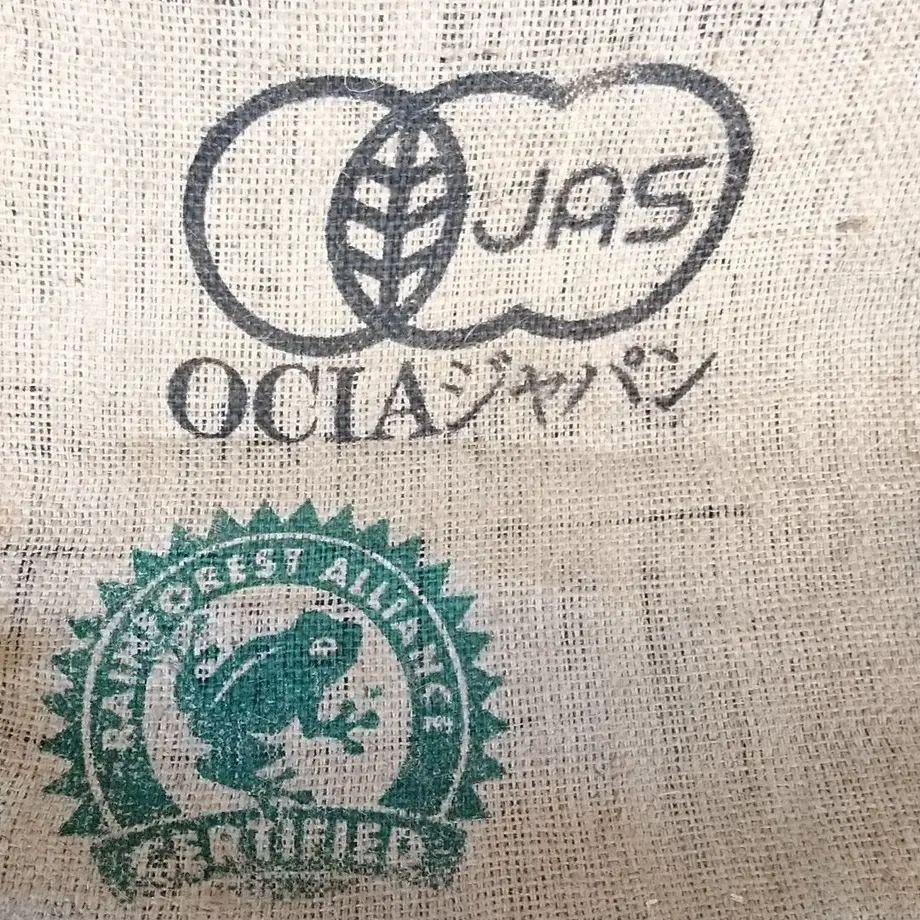 JAS
OCIAジャパン
RAINFOREST ALLIANCE
CERTIFIED